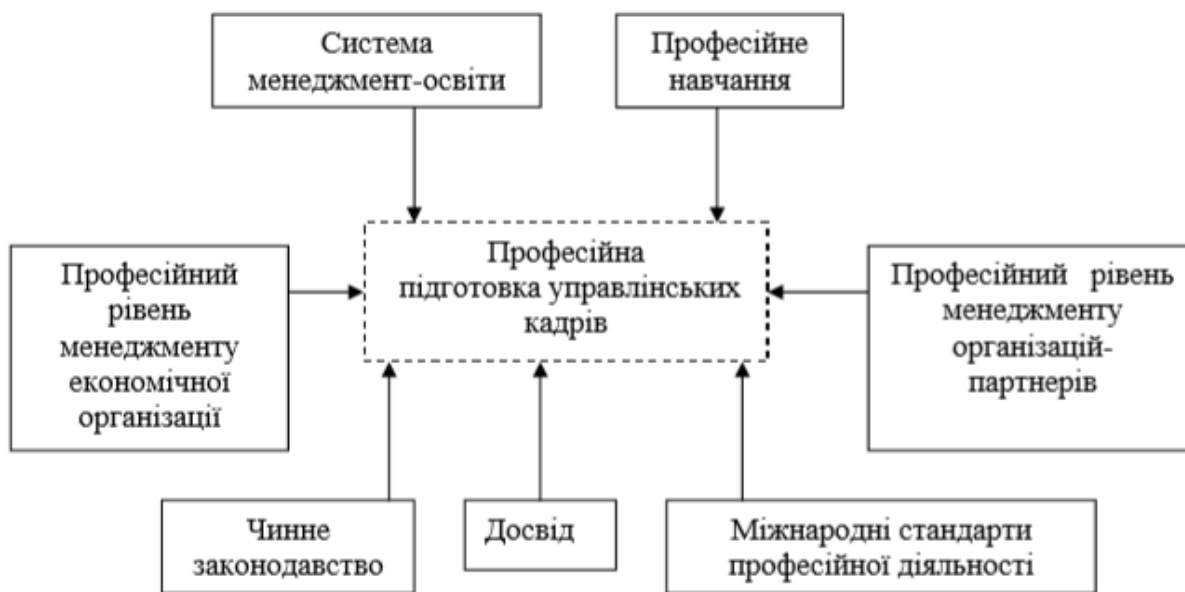 Система
менеджмент-освіти
Професійне
навчання
Професійна
підготовка управлінських
кадрів
Професійний
рівень
менеджменту
економічної
організації
Професійний рівень
менеджменту
організацій-
партнерів
Чинне
законодавство
Досвід
Міжнародні стандарти
професійної діяльності